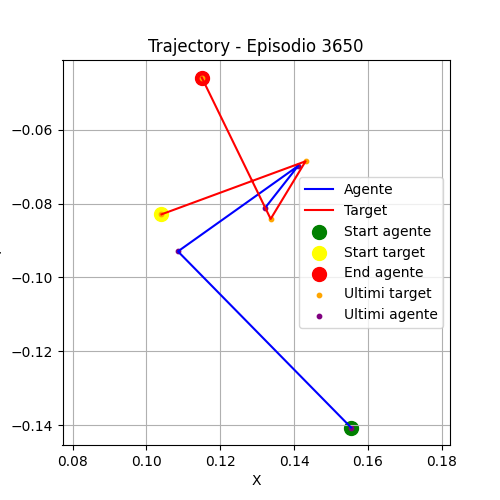 Trajectory - Episodio 3650
−0.06
−0.08
−0.10
−0.12
−0.14
0.08 0.10 0.12 0.14 0.16 0.18
X
Agente
Target
Start agente
Start target
End agente
Ultimi target
Ultimi agente